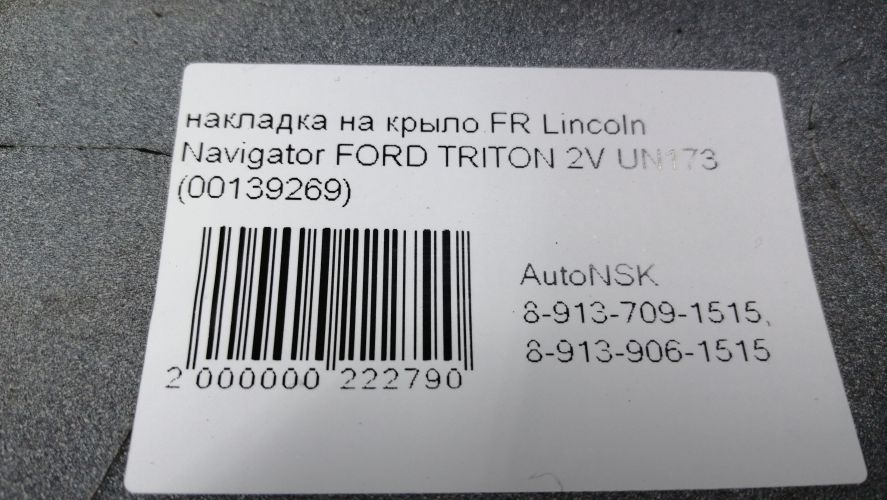 накладка на крыло FR Lincoln
Navigator FORD TRITON 2V UN173
(00139269)
AutoNSK
8-913-709-1515,
8-913-906-1515
2 000000 222790